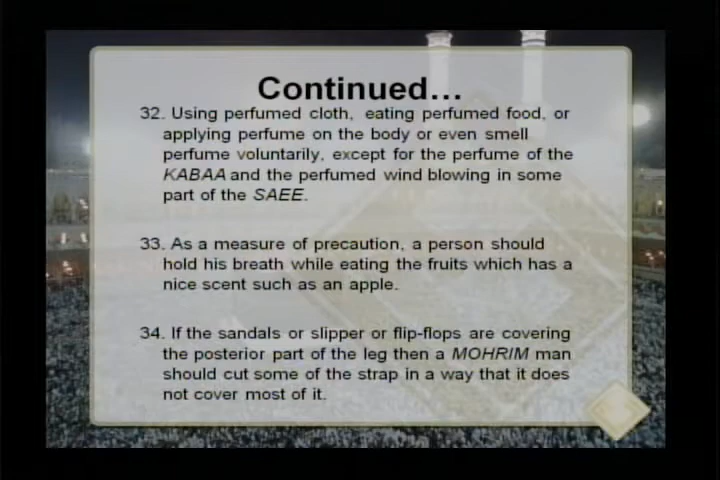 Continued...
32. Using perfumed cloth, eating perfumed food, or
applying perfume on the body or even smell
perfume voluntarily, except for the perfume of the
KABAA and the perfumed wind blowing in some
part of the SAEE.
33. As a measure of precaution, a person should
hold his breath while eating the fruits which has a
nice scent such as an apple.
34. If the sandals or slipper or flip-flops are covering
the posterior part of the leg then a MOHRIM man
should cut some of the strap in a way that it does
not cover most of it.